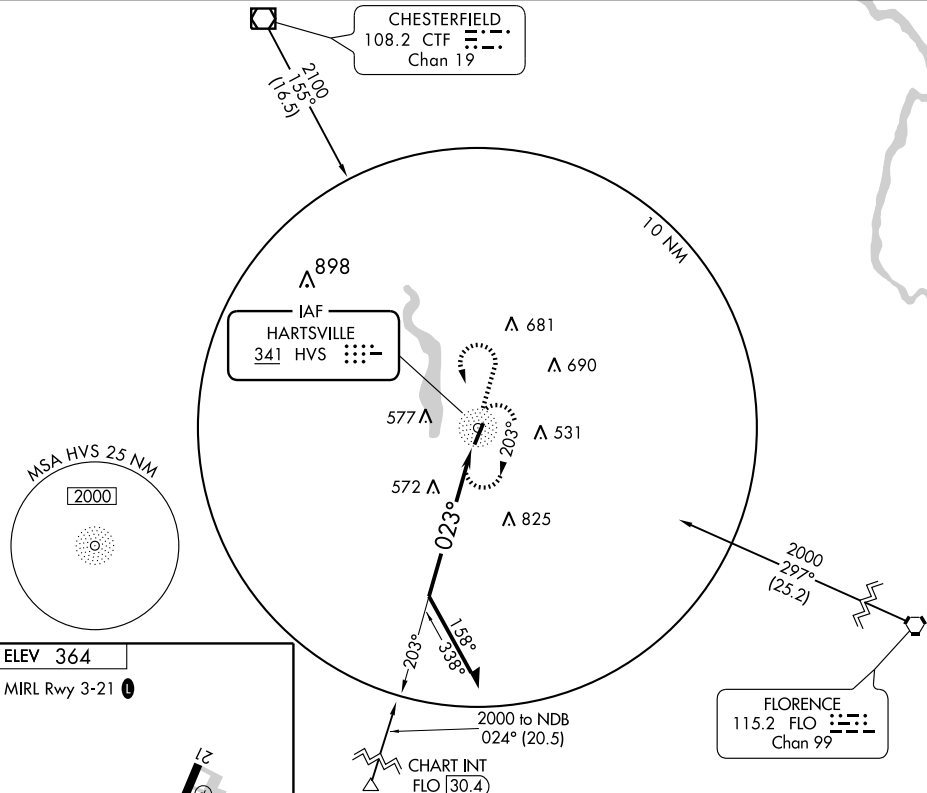 CHESTERFIELD
108.2 CTF
Chan 19
2100
155°
(16.5)
10 NM
898
IAF
HARTSVILLE
341 HVS
681
690
577
531
203°
572
825
MSA HVS 25 NM
2000
023°
2000
297°
(25.2)
158°
338°
203°
ELEV 364
MIRL Rwy 3-21 L
2000 to NDB
024° (20.5)
FLORENCE
115.2 FLO
Chan 99
CHART INT
FLO 30.4
21